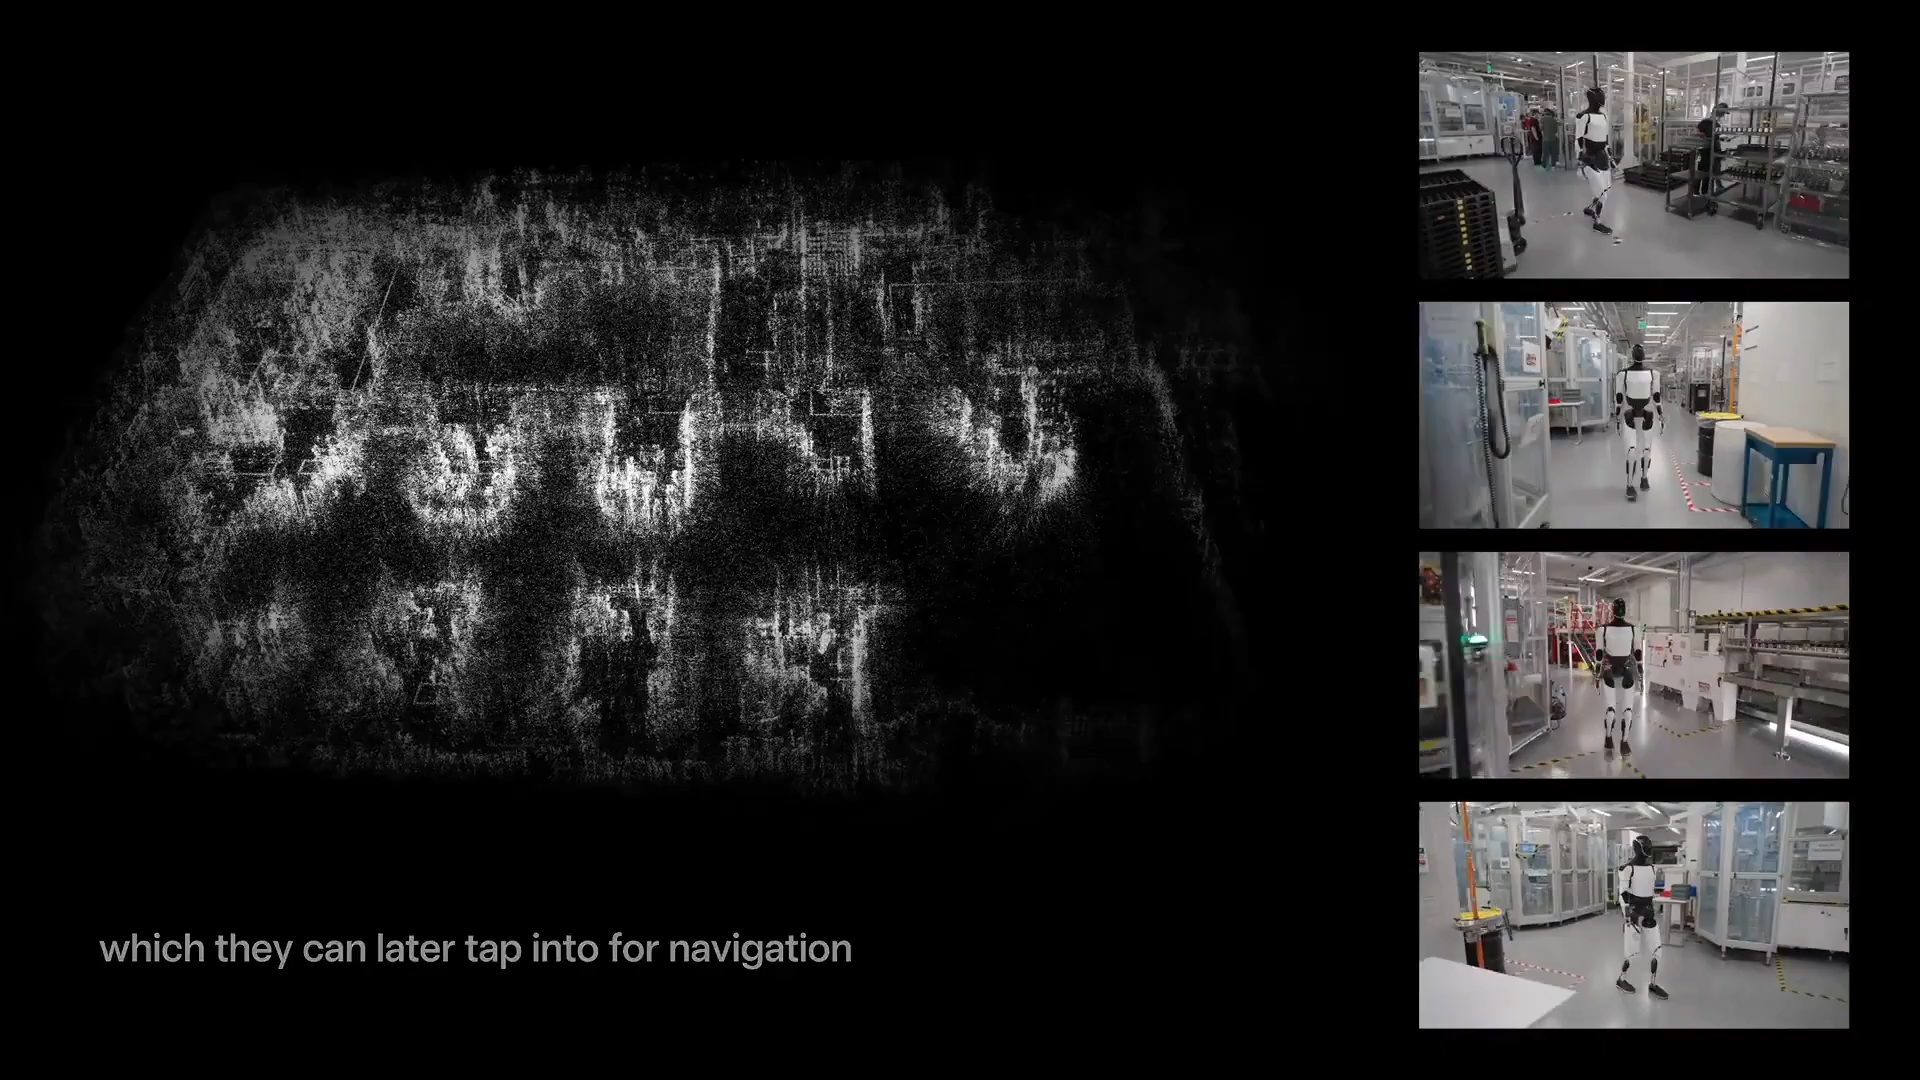 which they can later tap into for navigation